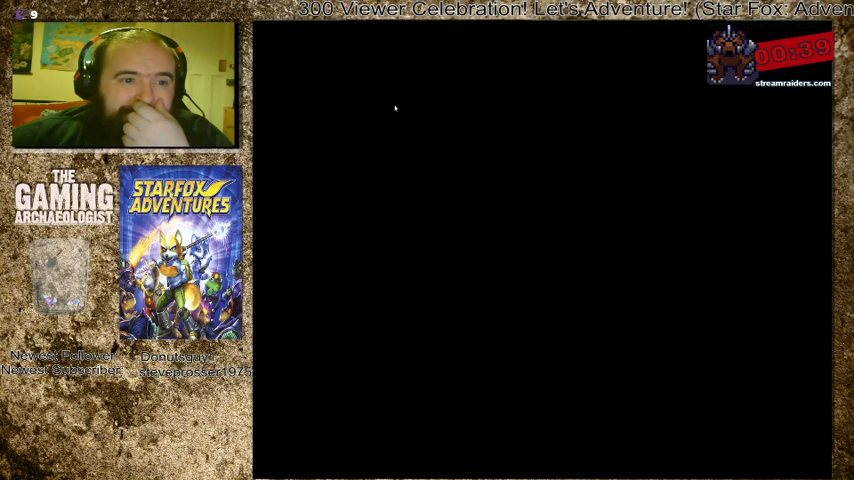 9
300 Viewer Celebration! Let's Adventure! (Star Fox: Adven
00:39
streamraiders.com
THE
GAMING
ARCHAEOLOGIST
STARFOX
ADVENTURES
Newest Follower: Donutsguy1
Newest Subscriber: steveprosser1975